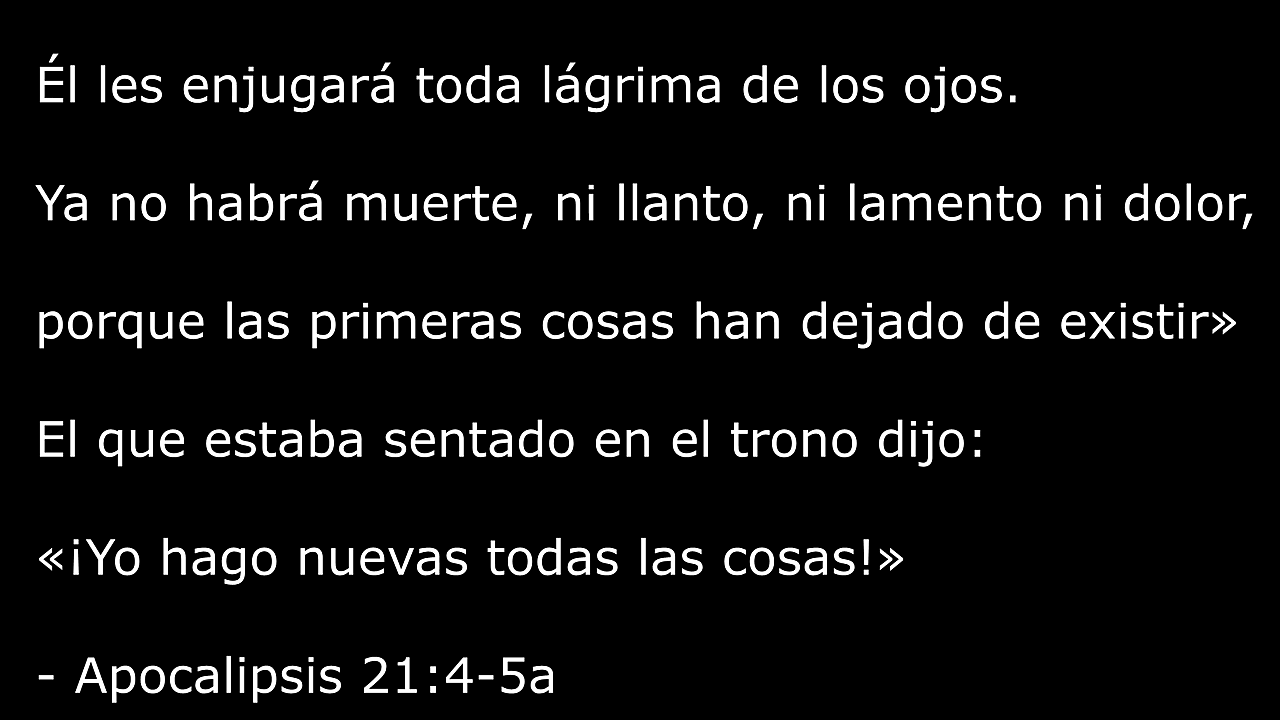 Él les enjugará toda lágrima de los ojos.
Ya no habrá muerte, ni llanto, ni lamento ni dolor,
porque las primeras cosas han dejado de existir»
El que estaba sentado en el trono dijo:
«¡Yo hago nuevas todas las cosas!»
- Apocalipsis 21:4-5a